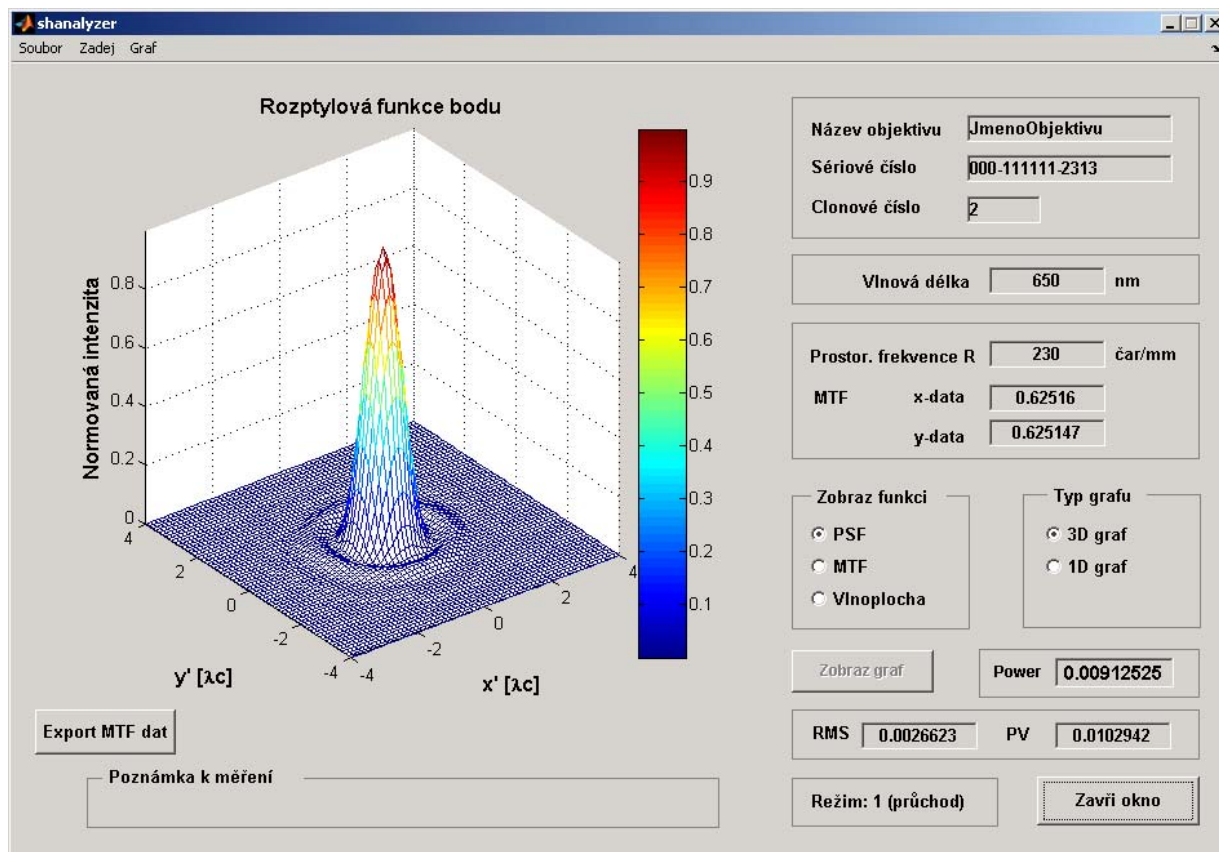 shanalyzer
Soubor Zadej Graf
Rozptylová funkce bodu
Normovaná intenzita
0.8
0.6
0.4
0.2
0
4
2
0
-2
-4
y' [λc]
-4
-2
0
2
4
x' [λc]
0.9
0.8
0.7
0.6
0.5
0.4
0.3
0.2
0.1
Export MTF dat
Poznámka k měření
Název objektivu JmenoObjektivu
Sériové číslo 000-111111-2313
Clonové číslo 2
Vlnová délka 650 nm
Prostor. frekvence R 230 čar/mm
MTF x-data 0.62516
y-data 0.625147
Zobraz funkci
PSF
MTF
Vlnoplocha
Typ grafu
3D graf
1D graf
Zobraz graf
Power 0.00912525
RMS 0.0026623 PV 0.0102942
Režim: 1 (průchod)
Zavři okno